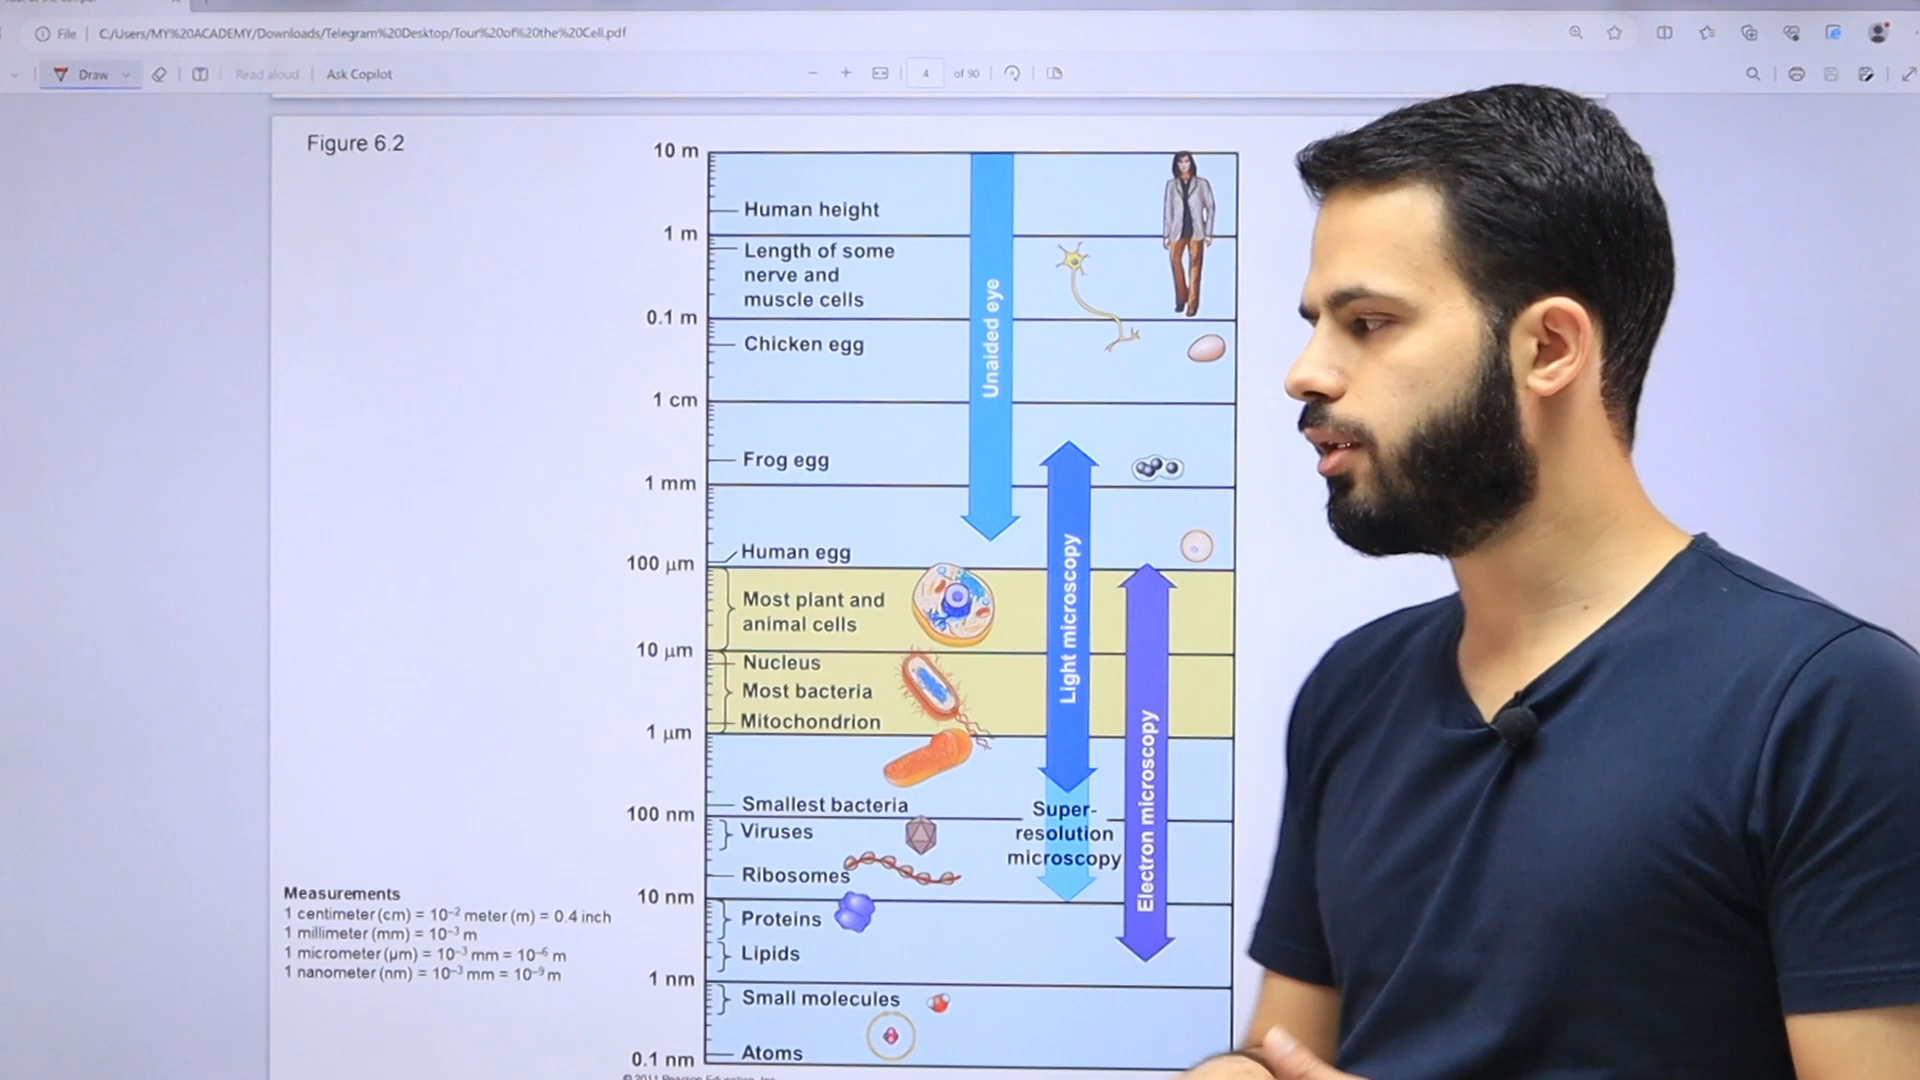 File
C:/Users/MY%20ACADEMY/Downloads/Telegram%20Desktop/Tour%20of%20the%20Cell.pdf
Draw
Read aloud
Ask Copilot
4 of 90
Figure 6.2
10 m
Human height
1 m
Length of some
nerve and
muscle cells
0.1 m
Chicken egg
1 cm
Frog egg
1 mm
Human egg
100 µm
Most plant and
animal cells
10 µm
Nucleus
Most bacteria
Mitochondrion
1 µm
Smallest bacteria
100 nm
Viruses
Ribosomes
10 nm
Proteins
Lipids
1 nm
Small molecules
Atoms
0.1 nm
Unaided eye
Light microscopy
Super-
resolution
microscopy
Electron microscopy
Measurements
1 centimeter (cm) = 10⁻² meter (m) = 0.4 inch
1 millimeter (mm) = 10⁻³ m
1 micrometer (µm) = 10⁻³ mm = 10⁻⁶ m
1 nanometer (nm) = 10⁻³ mm = 10⁻⁹ m
© 2011 Pearson Education, Inc.